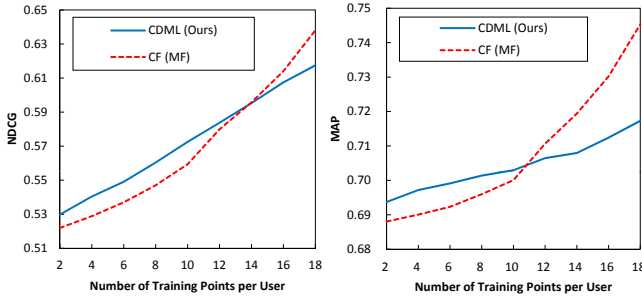 0.65
0.63
0.61
0.59
0.57
0.55
0.53
0.51
NDCG
CDML (Ours)
CF (MF)
2 4 6 8 10 12 14 16 18
Number of Training Points per User
0.75
0.74
0.73
0.72
0.71
0.70
0.69
0.68
MAP
CDML (Ours)
CF (MF)
2 4 6 8 10 12 14 16 18
Number of Training Points per User